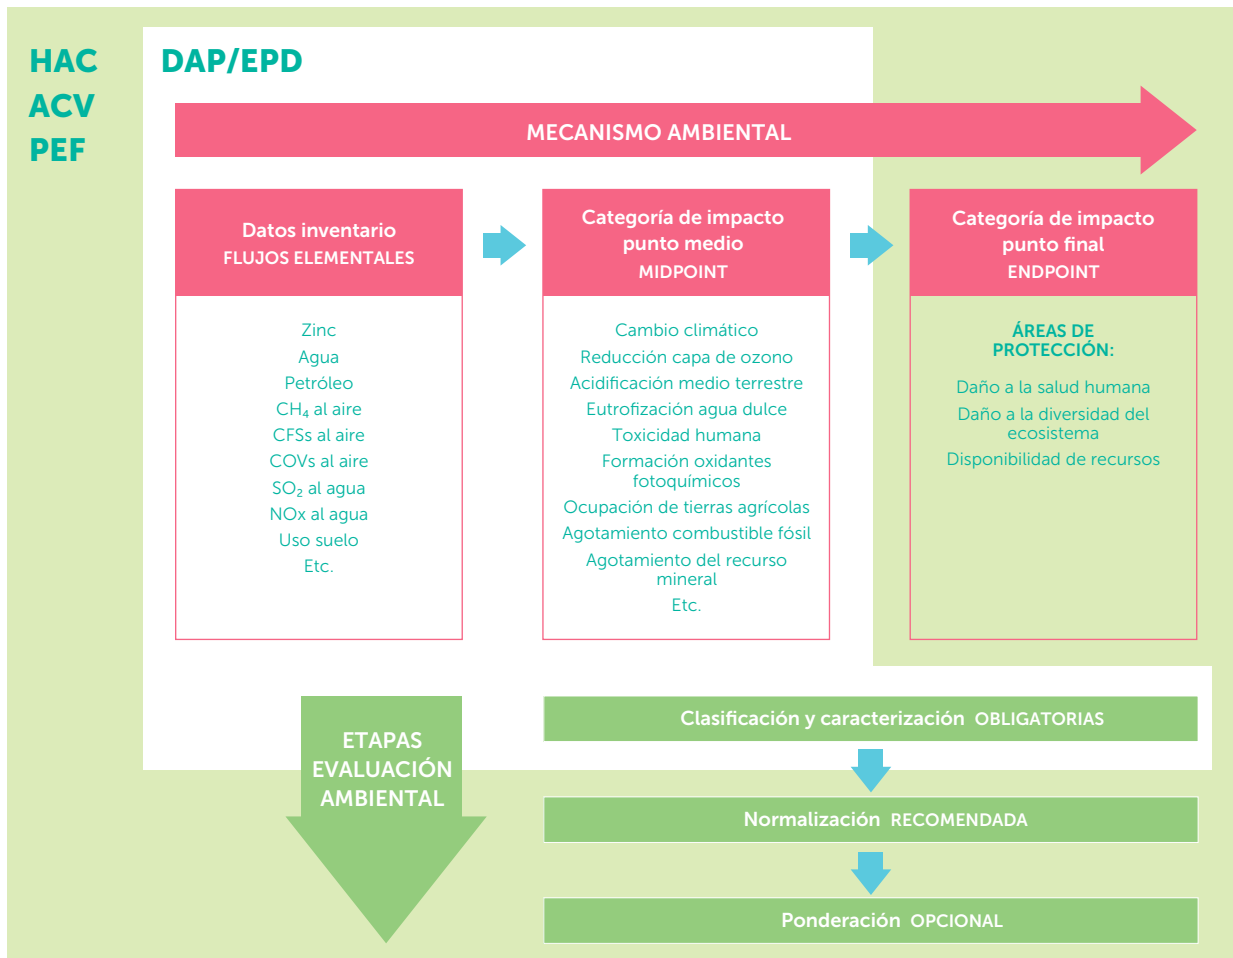 HAC
ACV
PEF
DAP/EPD
MECANISMO AMBIENTAL
Datos inventario
FLUJOS ELEMENTALES
Zinc
Agua
Petróleo
CH₄ al aire
CFSs al aire
COVs al aire
SO₂ al agua
NOx al agua
Uso suelo
Etc.
Categoría de impacto
punto medio
MIDPOINT
Cambio climático
Reducción capa de ozono
Acidificación medio terrestre
Eutrofización agua dulce
Toxicidad humana
Formación oxidantes
fotoquímicos
Ocupación de tierras agrícolas
Agotamiento combustible fósil
Agotamiento del recurso
mineral
Etc.
Categoría de impacto
punto final
ENDPOINT
ÁREAS DE
PROTECCIÓN:
Daño a la salud humana
Daño a la diversidad del
ecosistema
Disponibilidad de recursos
ETAPAS
EVALUACIÓN
AMBIENTAL
Clasificación y caracterización OBLIGATORIAS
Normalización RECOMENDADA
Ponderación OPCIONAL